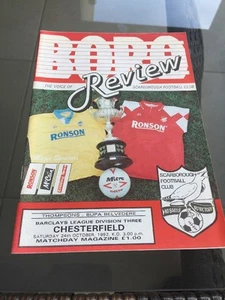 BORO
Review
THE VOICE OF SCARBOROUGH FOOTBALL CLUB
RONSON
RONSON
Mitre
SCARBOROUGH
FOOTBALL
CLUB
THOMPSONS - BUPA BELVEDERE
BARCLAYS LEAGUE DIVISION THREE
CHESTERFIELD
SATURDAY 24th OCTOBER, 1992, K.O. 3.00 p.m.
MATCHDAY MAGAZINE £1.00